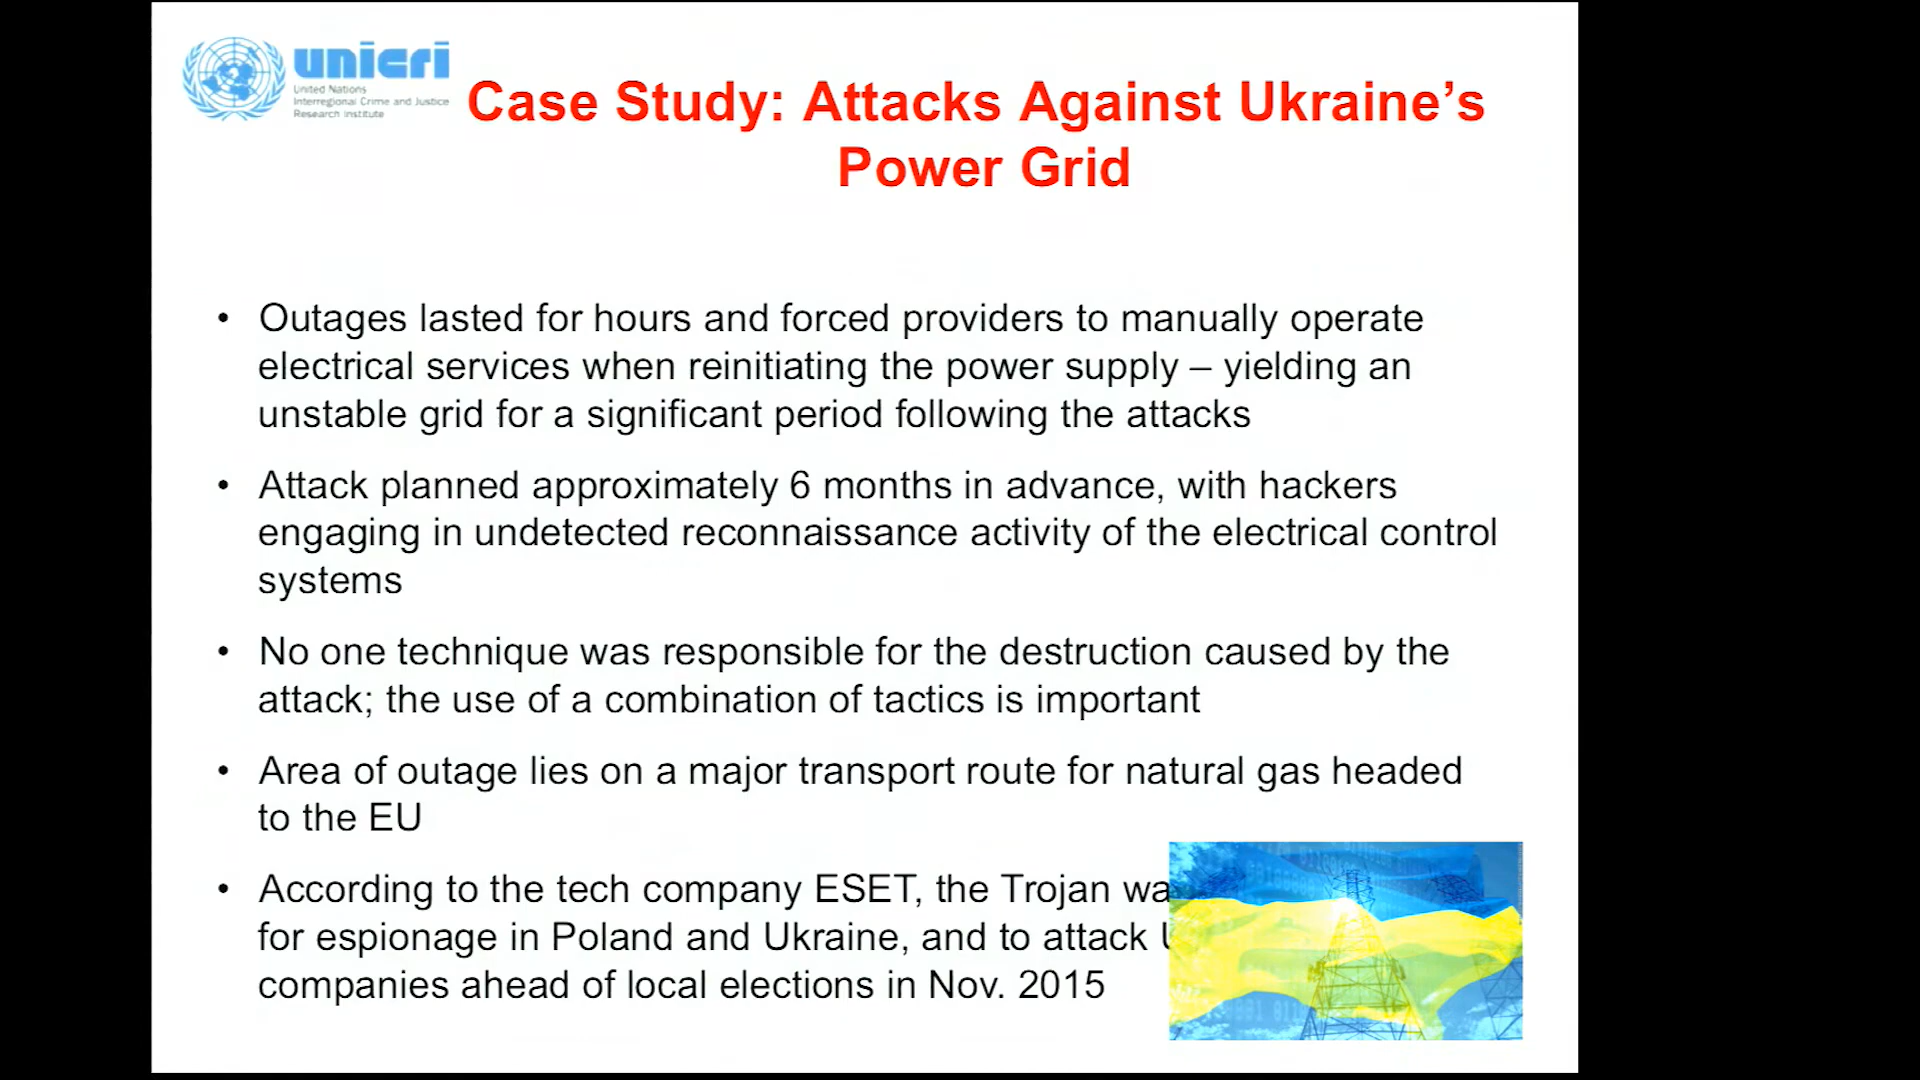 unicri
United Nations
Interregional Crime and Justice
Research Institute
Case Study: Attacks Against Ukraine’s
Power Grid
• Outages lasted for hours and forced providers to manually operate
electrical services when reinitiating the power supply – yielding an
unstable grid for a significant period following the attacks
• Attack planned approximately 6 months in advance, with hackers
engaging in undetected reconnaissance activity of the electrical control
systems
• No one technique was responsible for the destruction caused by the
attack; the use of a combination of tactics is important
• Area of outage lies on a major transport route for natural gas headed
to the EU
• According to the tech company ESET, the Trojan
for espionage in Poland and Ukraine, and to attack
companies ahead of local elections in Nov. 2015